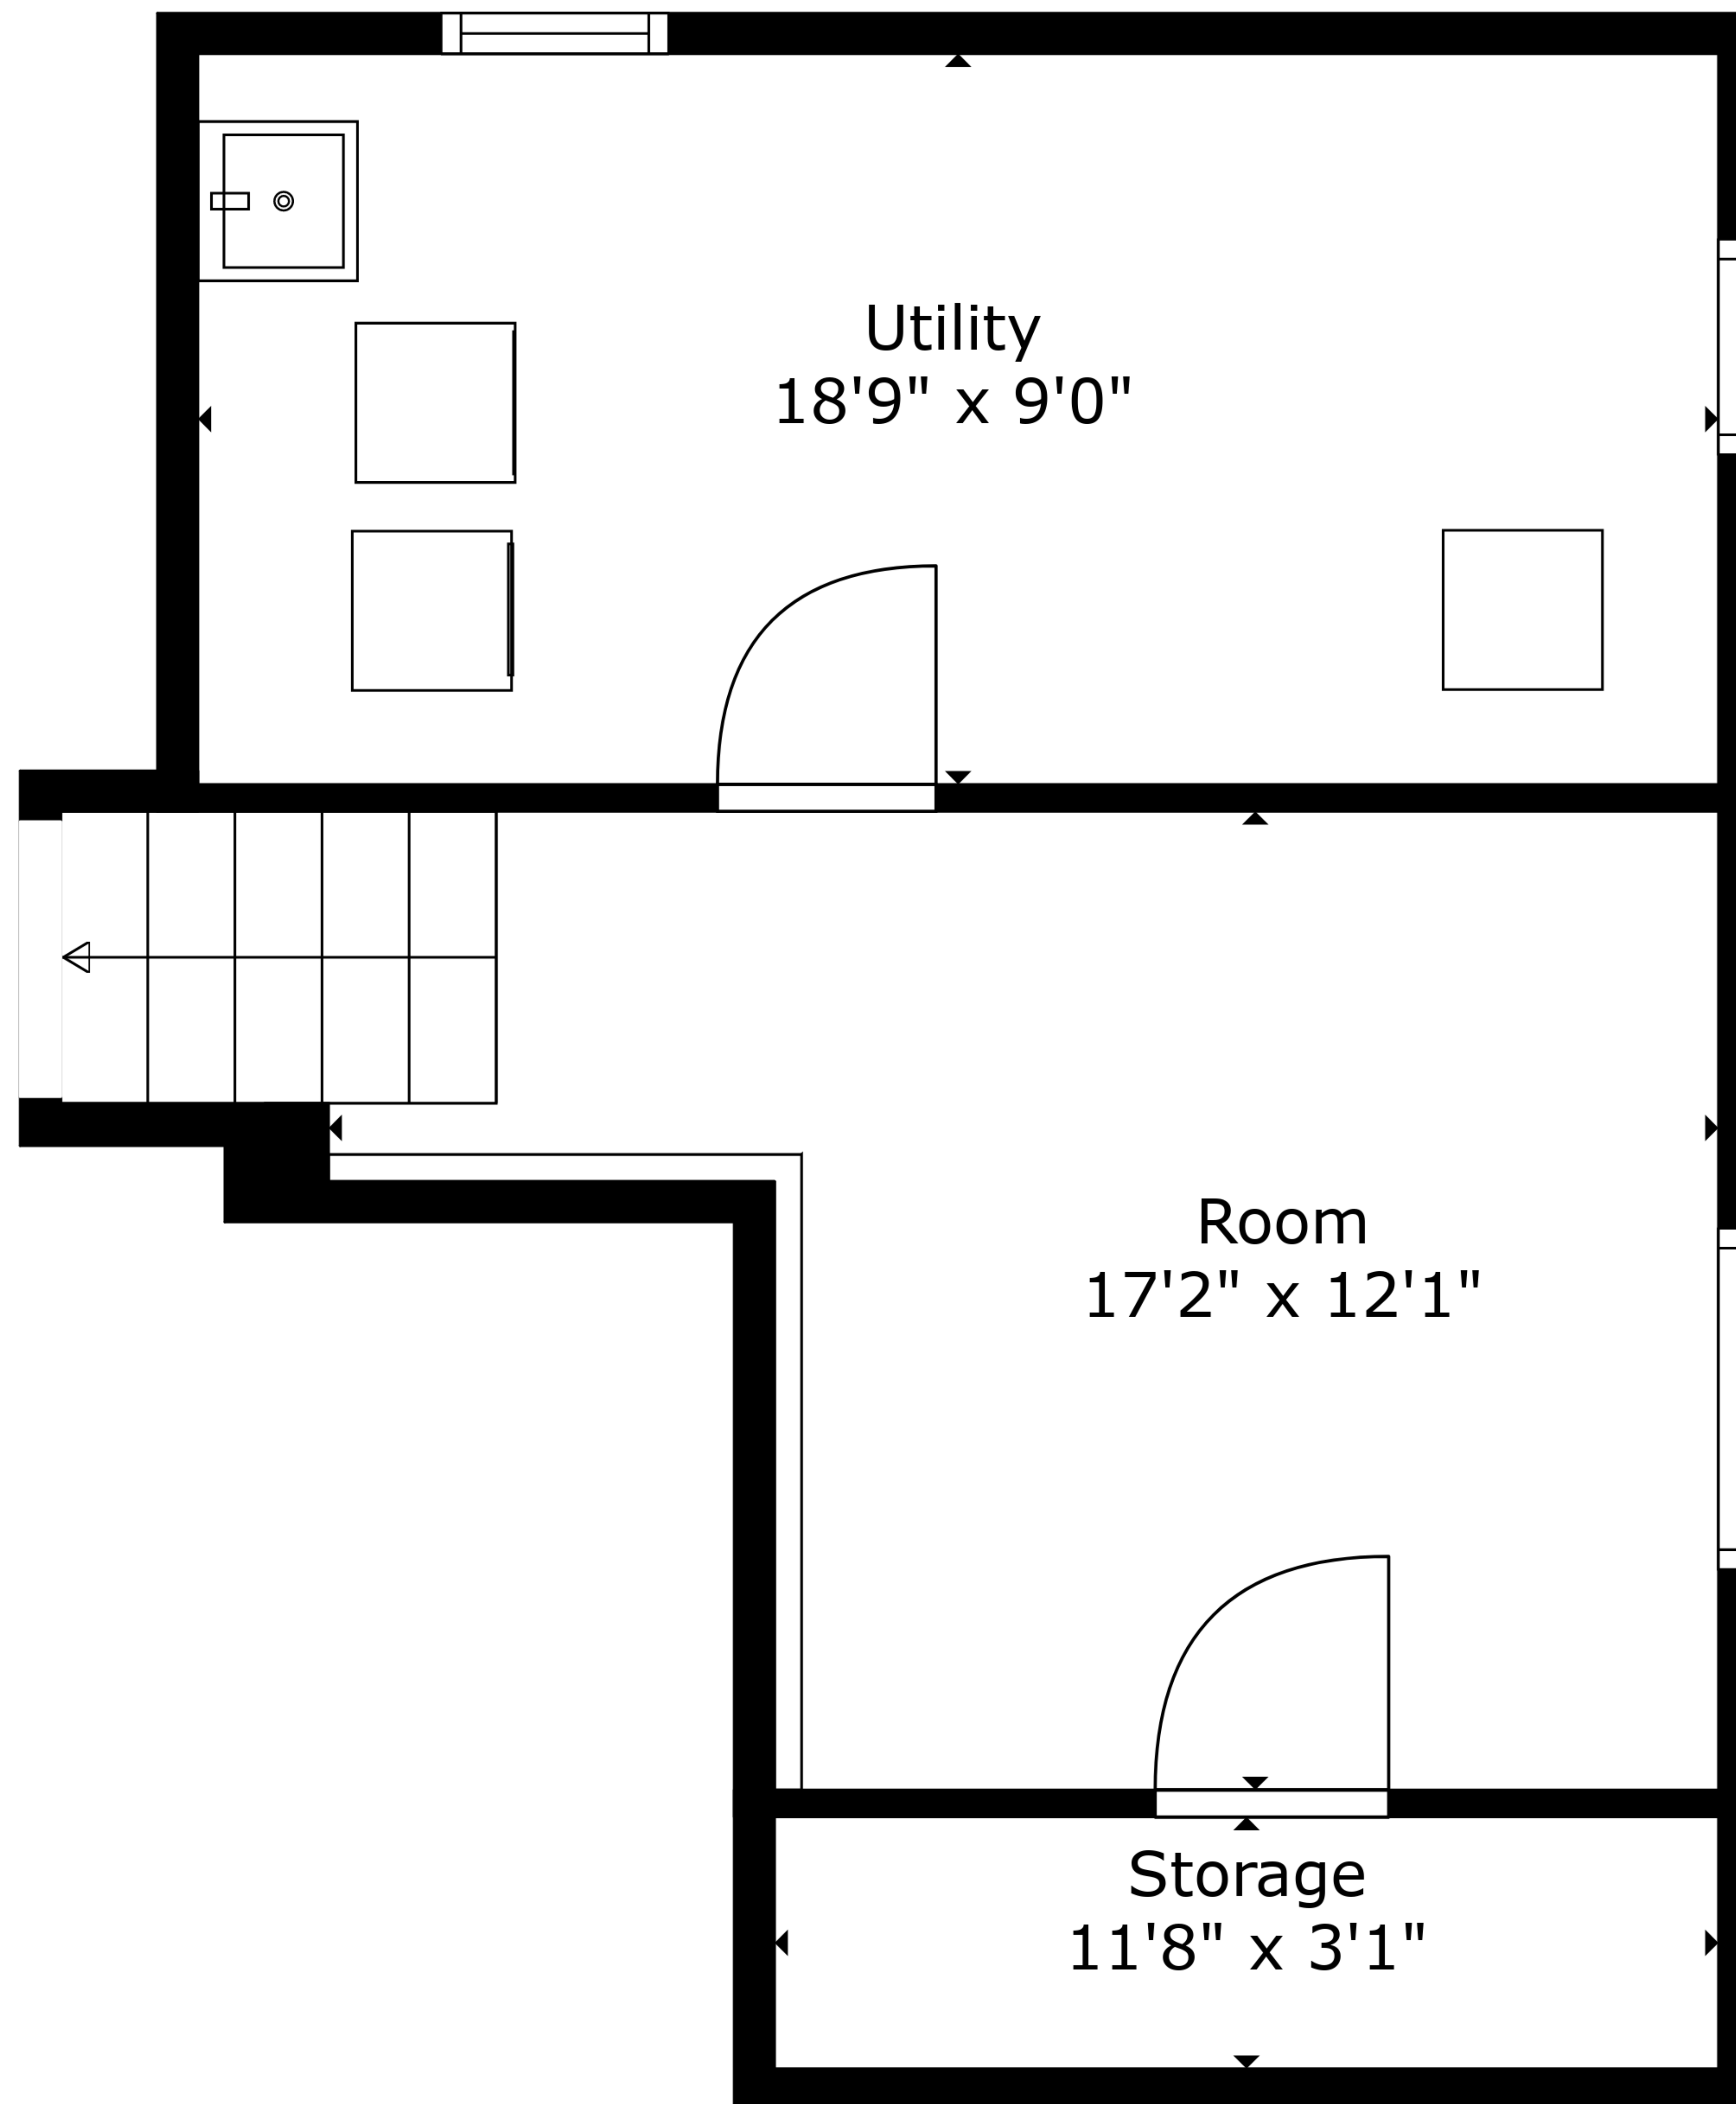 Utility
18'9" x 9'0"
Room
17'2" x 12'1"
Storage
11'8" x 3'1"